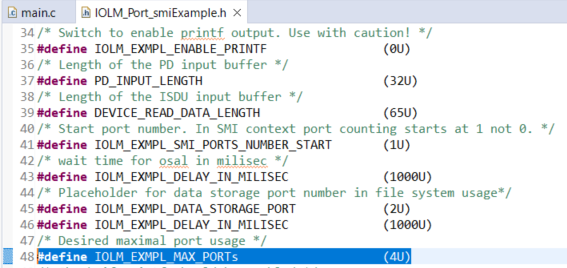 main.c IOLM_Port_smiExample.h
34 /* Switch to enable printf output. Use with caution! */
35 #define IOLM_EXMPL_ENABLE_PRINTF (0U)
36 /* Length of the PD input buffer */
37 #define PD_INPUT_LENGTH (32U)
38 /* Length of the ISDU input buffer */
39 #define DEVICE_READ_DATA_LENGTH (65U)
40 /* Start port number. In SMI context port counting starts at 1 not 0. */
41 #define IOLM_EXMPL_SMI_PORTS_NUMBER_START (1U)
42 /* wait time for osal in milisec */
43 #define IOLM_EXMPL_DELAY_IN_MILISEC (1000U)
44 /* Placeholder for data storage port number in file system usage*/
45 #define IOLM_EXMPL_DATA_STORAGE_PORT (2U)
46 #define IOLM_EXMPL_DELAY_IN_MILISEC (1000U)
47 /* Desired maximal port usage */
48 #define IOLM_EXMPL_MAX_PORTs (4U)